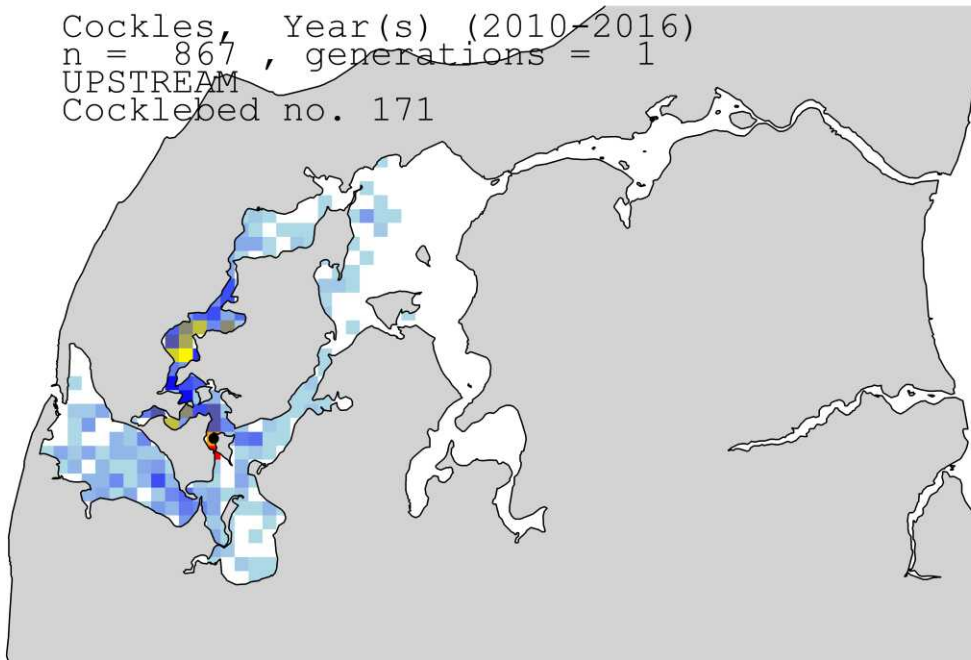 Cockles, Year(s) (2010-2016)
n = 867 , generations = 1
UPSTREAM
Cocklebed no. 171